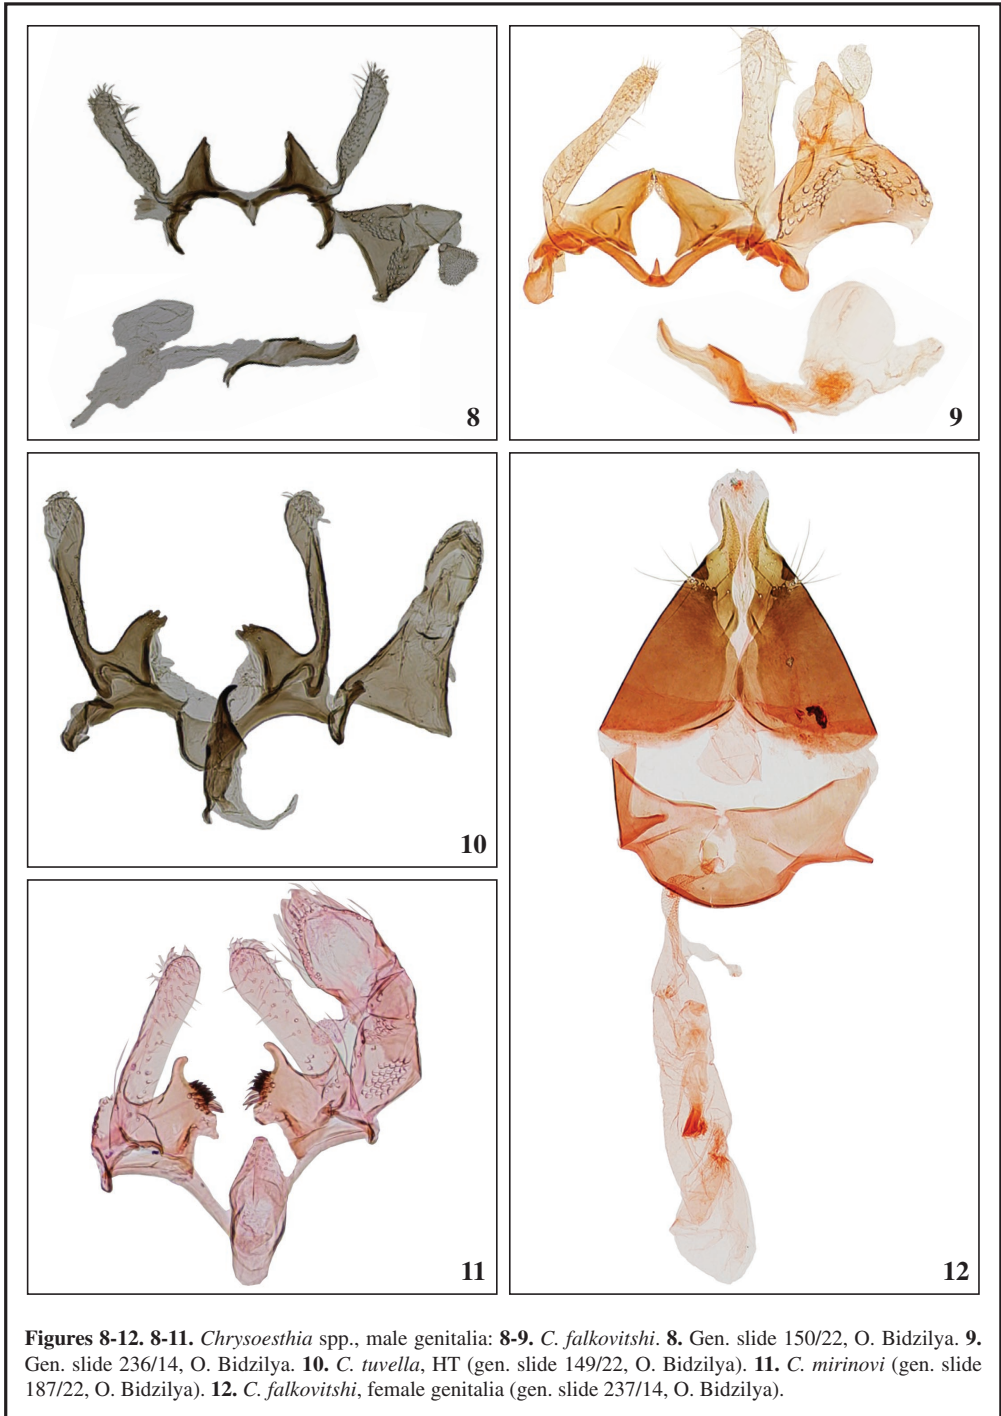 8
9
10
11
12
Figures 8-12. 8-11. Chrysoesthia spp., male genitalia: 8-9. C. falkovitshi. 8. Gen. slide 150/22, O. Bidzilya. 9.
Gen. slide 236/14, O. Bidzilya. 10. C. tuvella, HT (gen. slide 149/22, O. Bidzilya). 11. C. mirinovi (gen. slide
187/22, O. Bidzilya). 12. C. falkovitshi, female genitalia (gen. slide 237/14, O. Bidzilya).